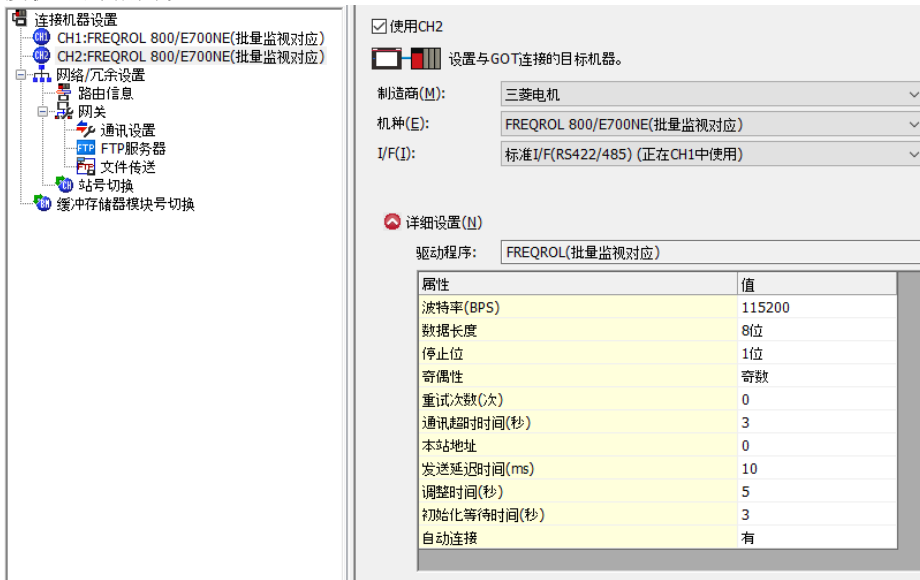 连接机器设置
CH1:FREQROL 800/E700NE(批量监视对应)
CH2:FREQROL 800/E700NE(批量监视对应)
网络/冗余设置
路由信息
网关
通讯设置
FTP服务器
文件传送
站号切换
缓冲存储器模块号切换
使用CH2
设置与GOT连接的目标机器。
制造商(M): 三菱电机
机种(E): FREQROL 800/E700NE(批量监视对应)
I/F(I): 标准I/F(RS422/485) (正在CH1中使用)
详细设置(N)
驱动程序: FREQROL(批量监视对应)
属性 值
波特率(BPS) 115200
数据长度 8位
停止位 1位
奇偶性 奇数
重试次数(次) 0
通讯超时时间(秒) 3
本站地址 0
发送延迟时间(ms) 10
调整时间(秒) 5
初始化等待时间(秒) 3
自动连接 有